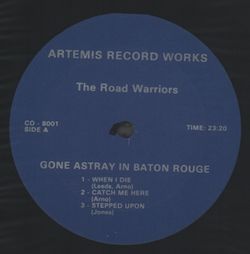 ARTEMIS RECORD WORKS
The Road Warriors
CO - 8001
SIDE A
TIME: 23:20
GONE ASTRAY IN BATON ROUGE
1 - WHEN I DIE
(Leeds, Arno)
2 - CATCH ME HERE
(Arno)
3 - STEPPED UPON
(Jones)